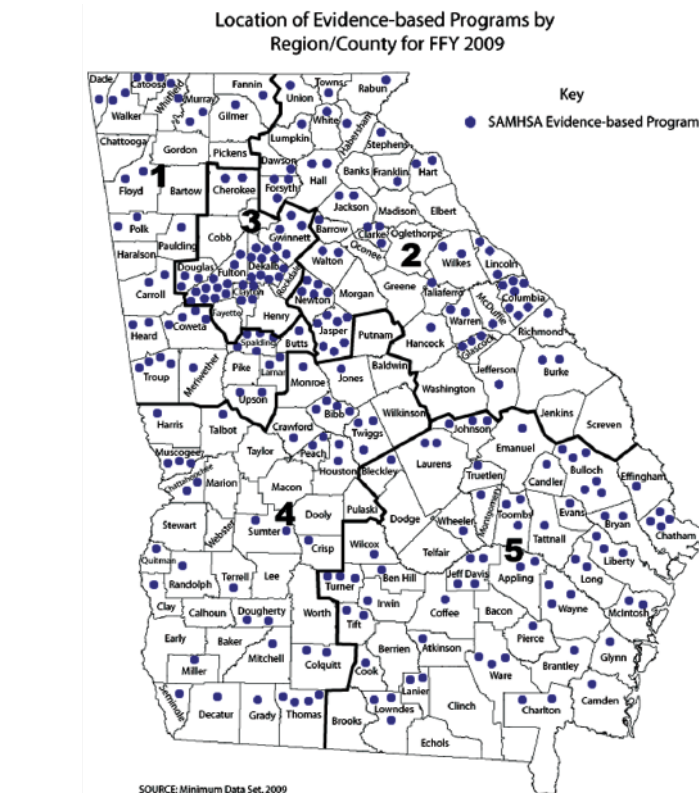 Location of Evidence-based Programs by
Region/County for FFY 2009
Key
SAMHSA Evidence-based Program
Dade
Catoosa
Whitfield
Murray
Fannin
Union
Towns
Rabun
Walker
Gilmer
White
Habersham
Lumpkin
Stephens
Chattooga
Gordon
Pickens
Dawson
Hall
Banks
Franklin
Hart
1
Floyd
Bartow
Cherokee
Forsyth
Jackson
Madison
Elbert
3
Polk
Paulding
Cobb
Gwinnett
Barrow
Clarke
Oglethorpe
Oconee
2
Haralson
Walton
Wilkes
Lincoln
Douglas
Fulton
Dekalb
Rockdale
Carroll
Clayton
Newton
Morgan
Greene
Taliaferro
McDuffie
Columbia
Fayette
Henry
Heard
Coweta
Spalding
Butts
Jasper
Putnam
Hancock
Warren
Glascock
Richmond
Troup
Meriwether
Pike
Lamar
Monroe
Jones
Baldwin
Washington
Jefferson
Burke
Upson
Harris
Talbot
Crawford
Bibb
Twiggs
Wilkinson
Johnson
Emanuel
Jenkins
Screven
Muscogee
Chattahoochee
Marion
Taylor
Peach
Houston
Bleckley
Laurens
Truetlen
Candler
Bulloch
Effingham
Macon
4
Dooly
Pulaski
Dodge
Wheeler
Montgomery
Toombs
Evans
Bryan
Chatham
Stewart
Webster
Sumter
Crisp
Wilcox
Telfair
5
Tattnall
Liberty
Quitman
Randolph
Terrell
Lee
Turner
Ben Hill
Jeff Davis
Appling
Long
Clay
Calhoun
Dougherty
Worth
Tift
Irwin
Coffee
Bacon
Wayne
McIntosh
Early
Baker
Mitchell
Colquitt
Berrien
Atkinson
Pierce
Brantley
Glynn
Miller
Cook
Ware
Seminole
Decatur
Grady
Thomas
Brooks
Lowndes
Lanier
Clinch
Charlton
Camden
Echols
SOURCE: Minimum Data Set, 2009